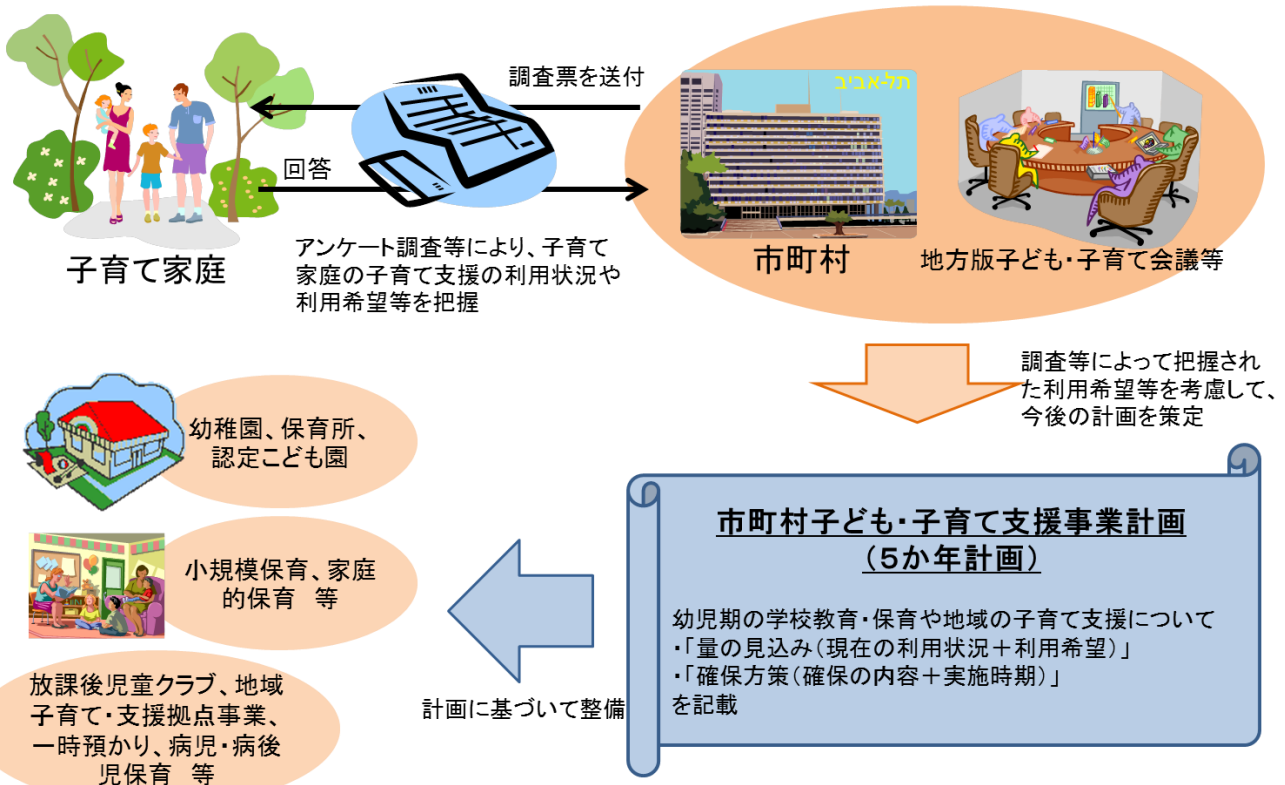 調査票を送付
回答
תל-אביב
子育て家庭
アンケート調査等により、子育て
家庭の子育て支援の利用状況や
利用希望等を把握
市町村
地方版子ども・子育て会議等
調査等によって把握され
た利用希望等を考慮して、
今後の計画を策定
市町村子ども・子育て支援事業計画
(5か年計画)
幼児期の学校教育・保育や地域の子育て支援について
・「量の見込み(現在の利用状況+利用希望)」
・「確保方策(確保の内容+実施時期)」
を記載
計画に基づいて整備
幼稚園、保育所、
認定こども園
小規模保育、家庭
的保育 等
放課後児童クラブ、地域
子育て・支援拠点事業、
一時預かり、病児・病後
児保育 等